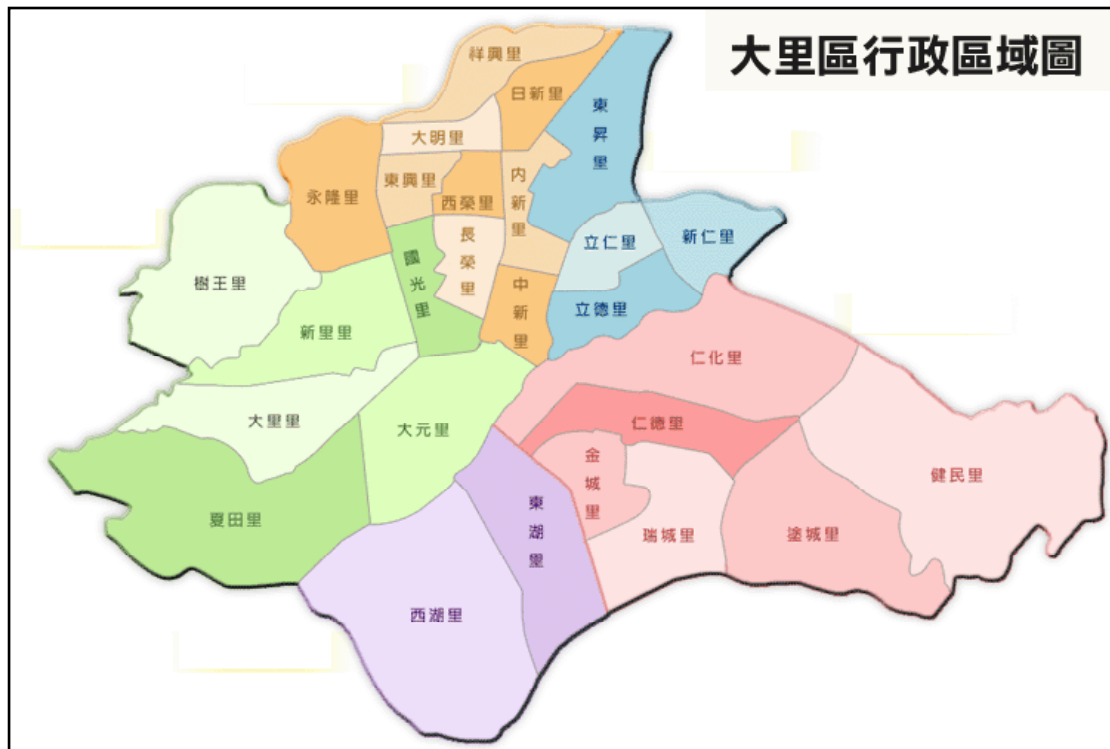 大里區行政區域圖
祥興里
日新里
東昇里
大明里
東興里
西榮里
內新里
永隆里
長榮里
立仁里
新仁里
國光里
中新里
立德里
樹王里
新里里
仁化里
大里里
大元里
仁德里
金城里
健民里
夏田里
東湖里
瑞城里
塗城里
西湖里